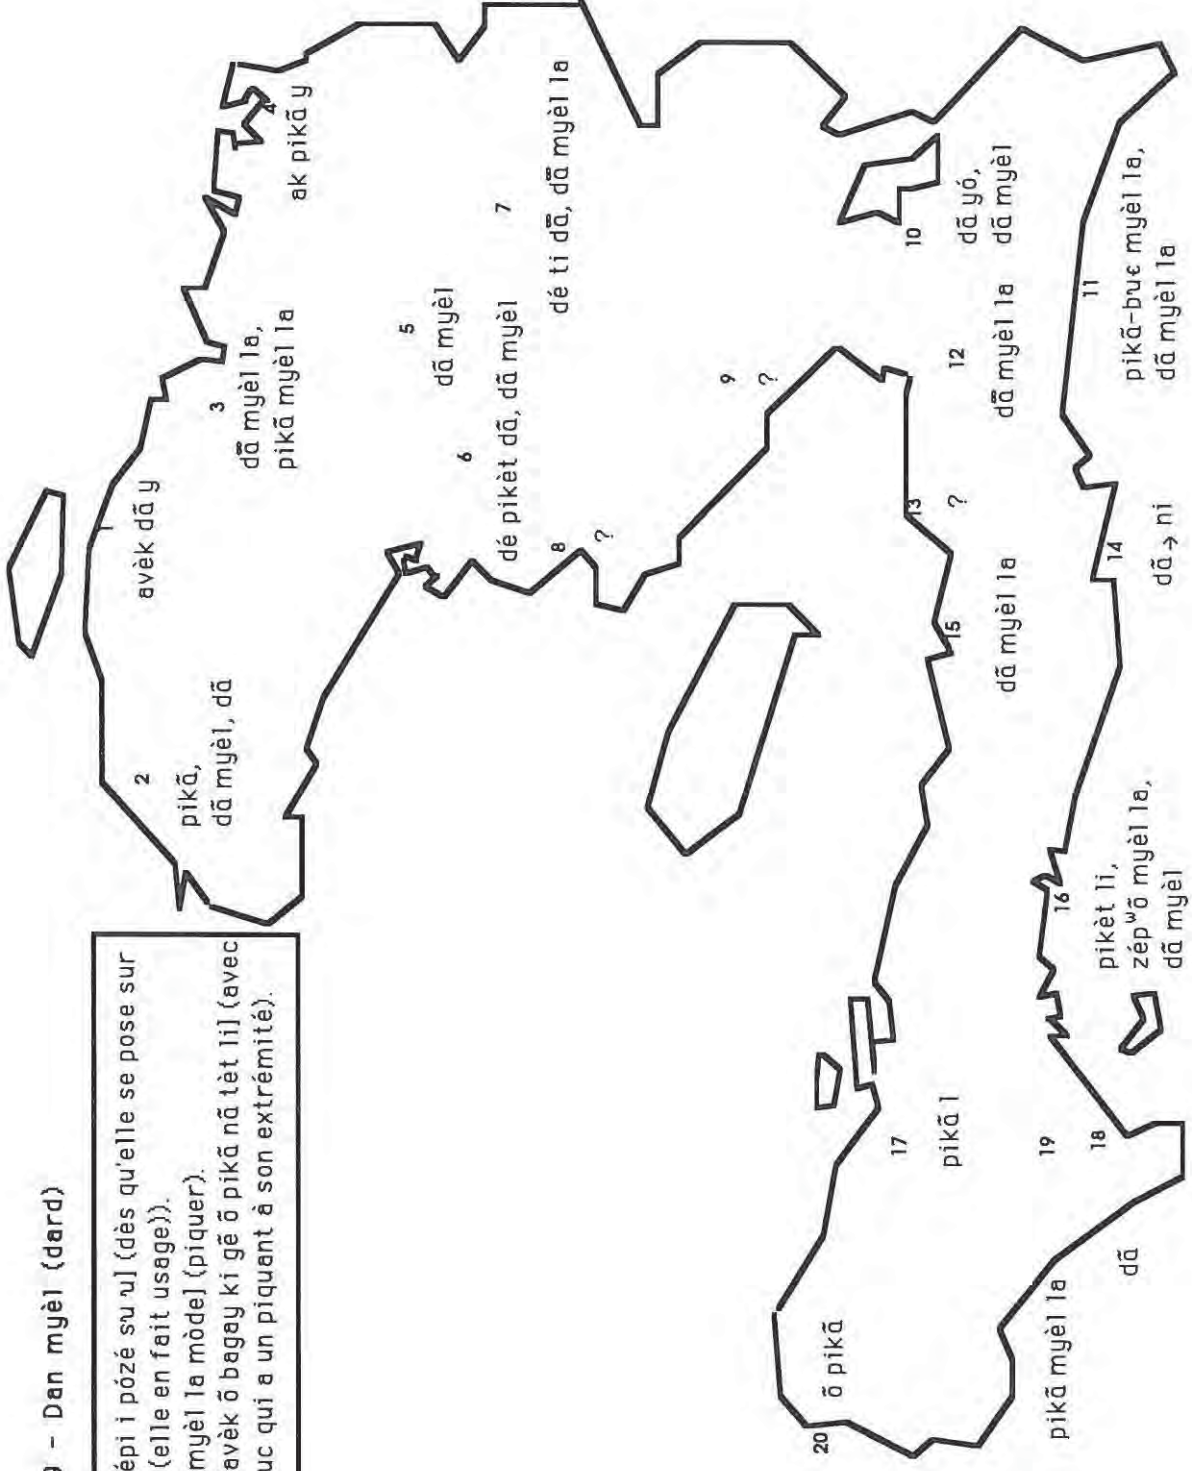 – Dan myèl (dard)
épi i pózé sᴜ ᴜ] (dès qu'elle se pose sur
(elle en fait usage)).
myèl la mòde] (piquer).
avèk õ bagay ki gẽ õ pikã nã tèt li] (avec
uc qui a un piquant à son extrémité).
1
avèk dã y
2
pikã,
dã myèl, dã
3
dã myèl la,
pikã myèl la
4
ak pikã y
5
dã myèl
6
dé pikèt dã, dã myèl
7
dé ti dã, dã myèl la
8
?
9
?
10
dã yó,
dã myèl
11
pikã-bᴜɛ myèl la,
dã myèl la
12
dã myèl la
13
?
14
dã → ni
15
dã myèl la
16
pikèt li,
zépʷõ myèl la,
dã myèl
17
pikã l
18
dã
19
pikã myèl la
20
õ pikã